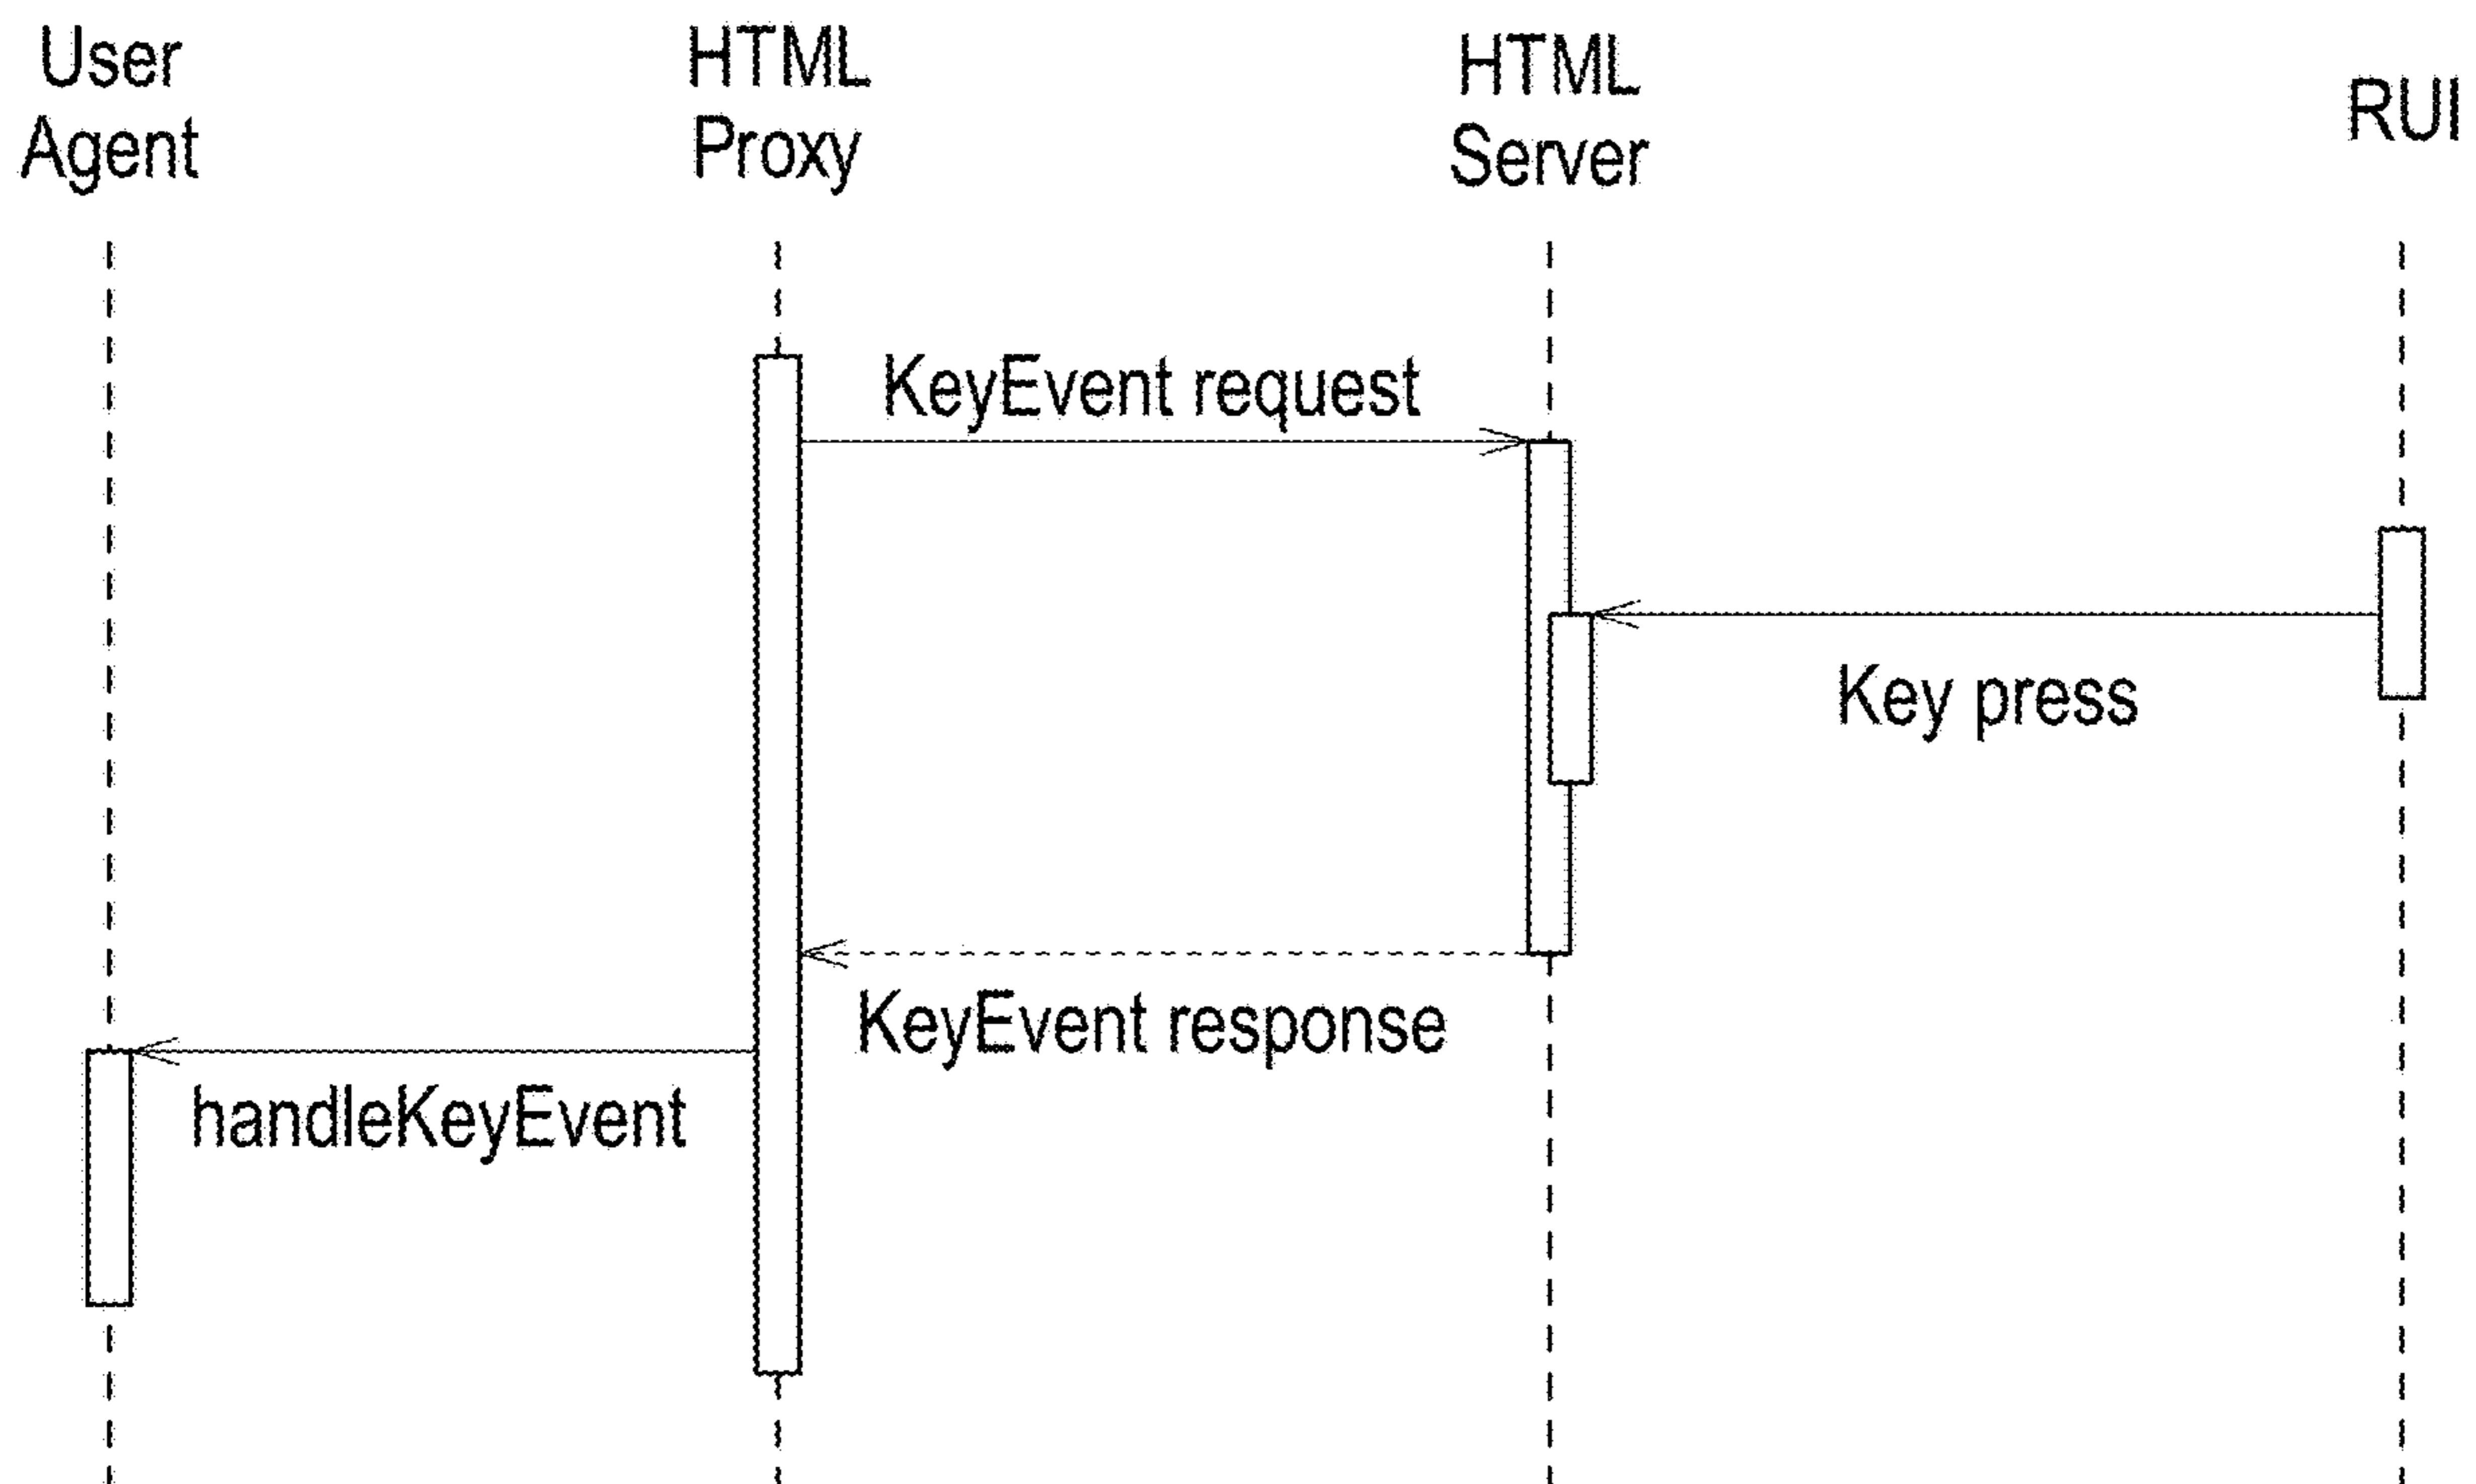 User
Agent
HTML
Proxy
HTML
Server
RUI
KeyEvent request
Key press
KeyEvent response
handleKeyEvent